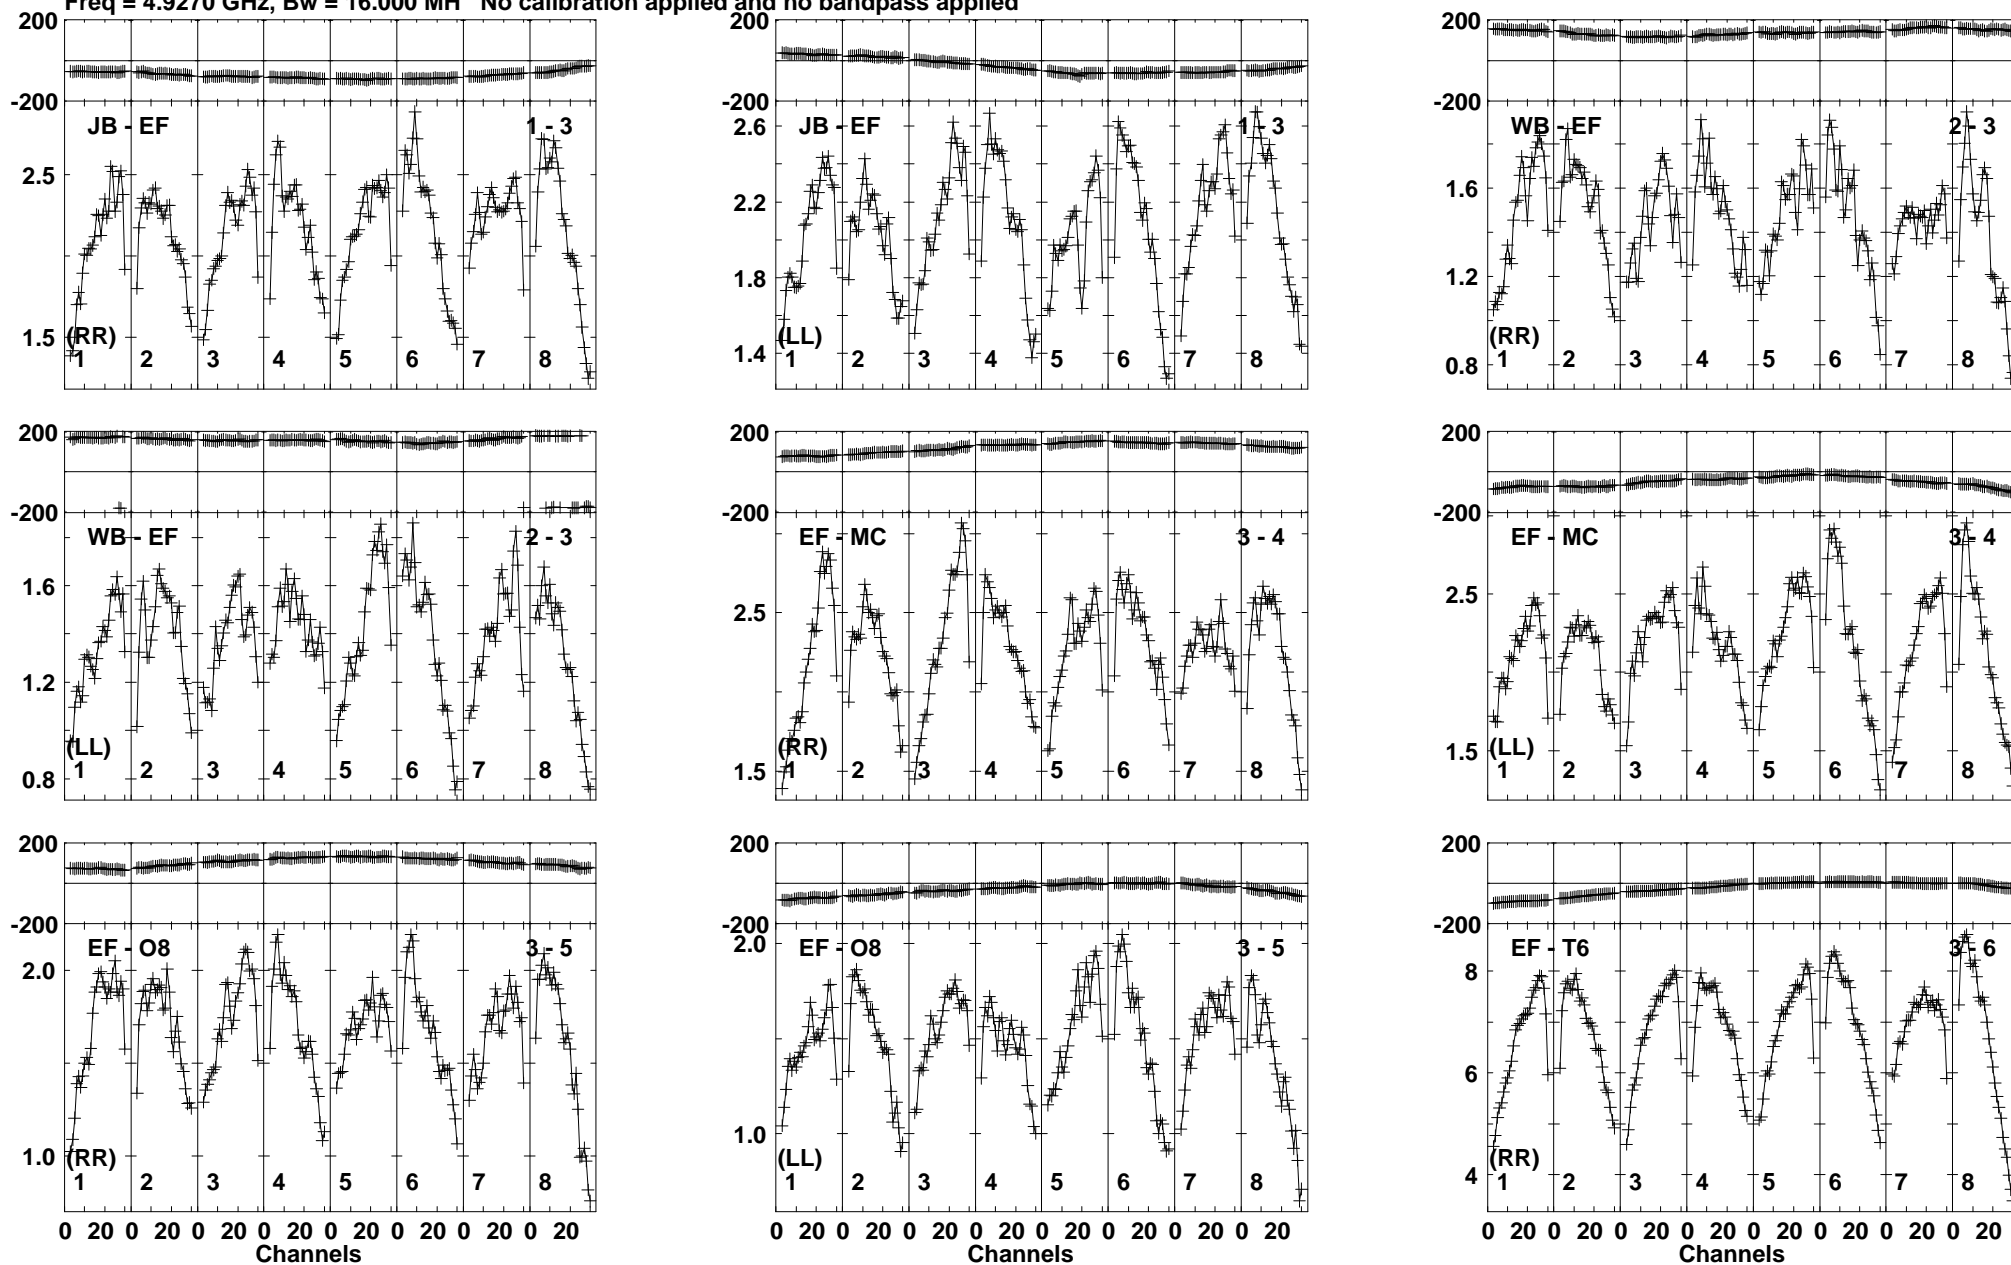 Freq = 4.9270 GHz, Bw = 16.000 MH No calibration applied and no bandpass applied
200 200 200
-200 -200 -200
JB - EF 1 - 3 JB - EF 1 - 3 WB - EF 2 - 3
2.6
2.5 2.2 1.6
1.8 1.2
1.5 1.4 0.8
(RR) (LL) (RR)
1 2 3 4 5 6 7 8 1 2 3 4 5 6 7 8 1 2 3 4 5 6 7 8
200 200 200
-200 -200 -200
WB - EF 2 - 3 EF - MC 3 - 4 EF - MC 3 - 4
1.6 2.5 2.5
1.2
0.8 1.5 1.5
(LL) (RR) (LL)
1 2 3 4 5 6 7 8 1 2 3 4 5 6 7 8 1 2 3 4 5 6 7 8
200 200 200
-200 -200 -200
EF - O8 3 - 5 EF - O8 3 - 5 EF - T6 3 - 6
2.0 2.0 8
6
1.0 1.0 4
(RR) (LL) (RR)
1 2 3 4 5 6 7 8 1 2 3 4 5 6 7 8 1 2 3 4 5 6 7 8
0 20 0 20 0 20 0 20 0 20 0 20 0 20 0 20 0 20 0 20 0 20 0 20 0 20 0 20 0 20 0 20 0 20 0 20 0 20 0 20 0 20 0 20 0 20 0 20
Channels Channels Channels